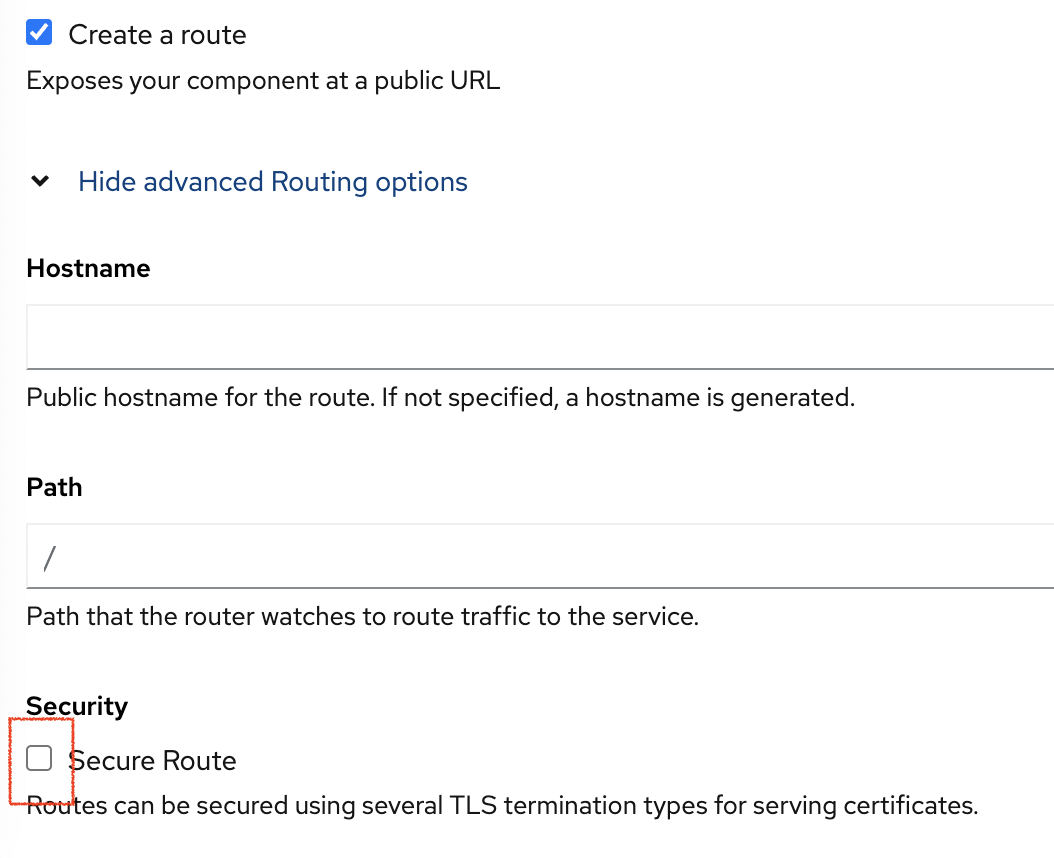 Create a route
Exposes your component at a public URL
Hide advanced Routing options
Hostname
Public hostname for the route. If not specified, a hostname is generated.
Path
/
Path that the router watches to route traffic to the service.
Security
Secure Route
Routes can be secured using several TLS termination types for serving certificates.